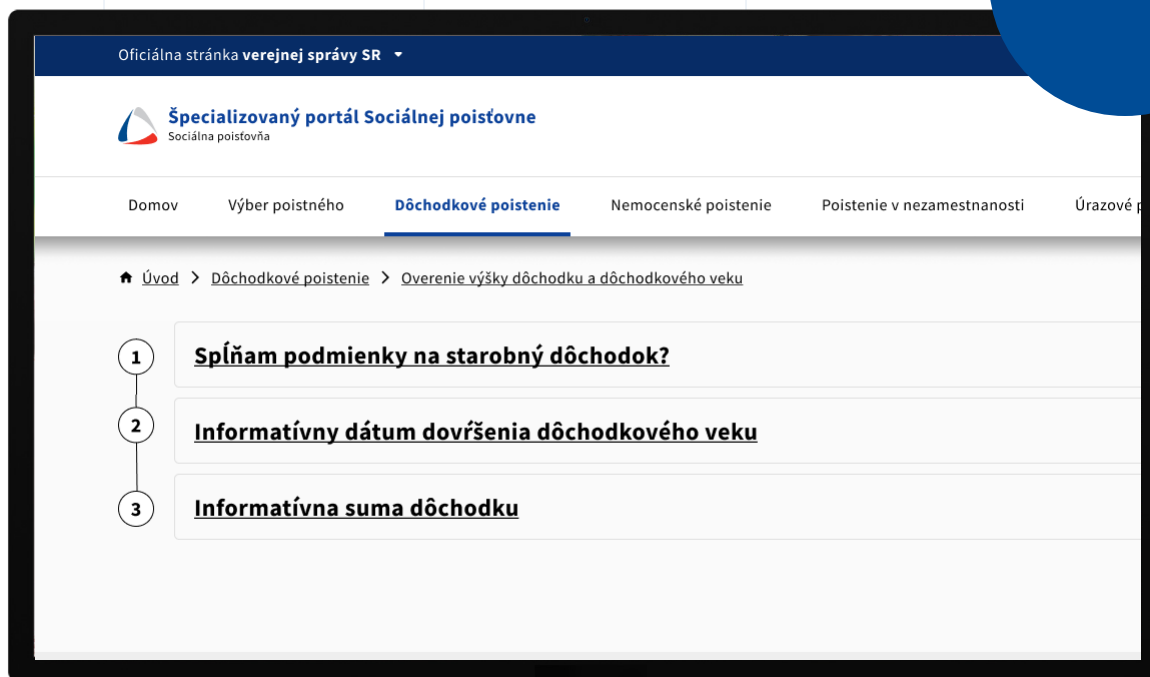 Oficiálna stránka verejnej správy SR
Špecializovaný portál Sociálnej poisťovne
Sociálna poisťovňa
Domov Výber poistného Dôchodkové poistenie Nemocenské poistenie Poistenie v nezamestnanosti Úrazové
Úvod > Dôchodkové poistenie > Overenie výšky dôchodku a dôchodkového veku
1 Spĺňam podmienky na starobný dôchodok?
2 Informatívny dátum dovŕšenia dôchodkového veku
3 Informatívna suma dôchodku